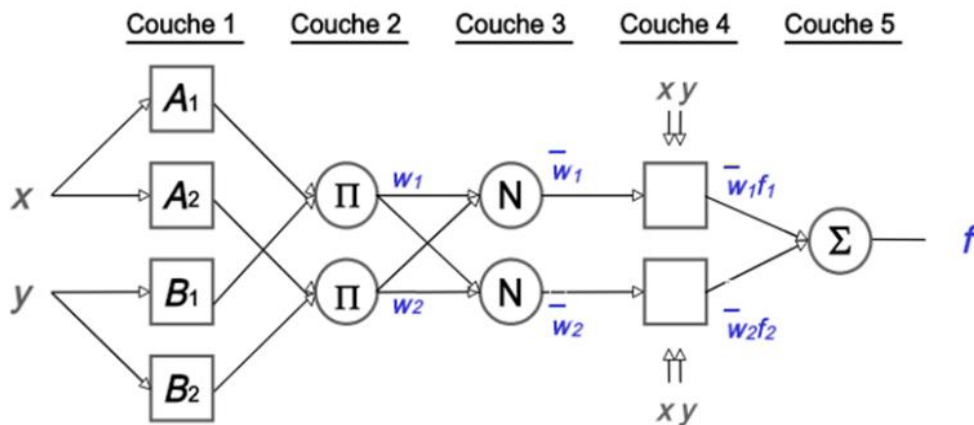 Couche 1 Couche 2 Couche 3 Couche 4 Couche 5
x y
A1
x A2 Π w1 N w̄1 w̄1f1
Σ f
y B1 Π w2 N w̄2 w̄2f2
B2
x y